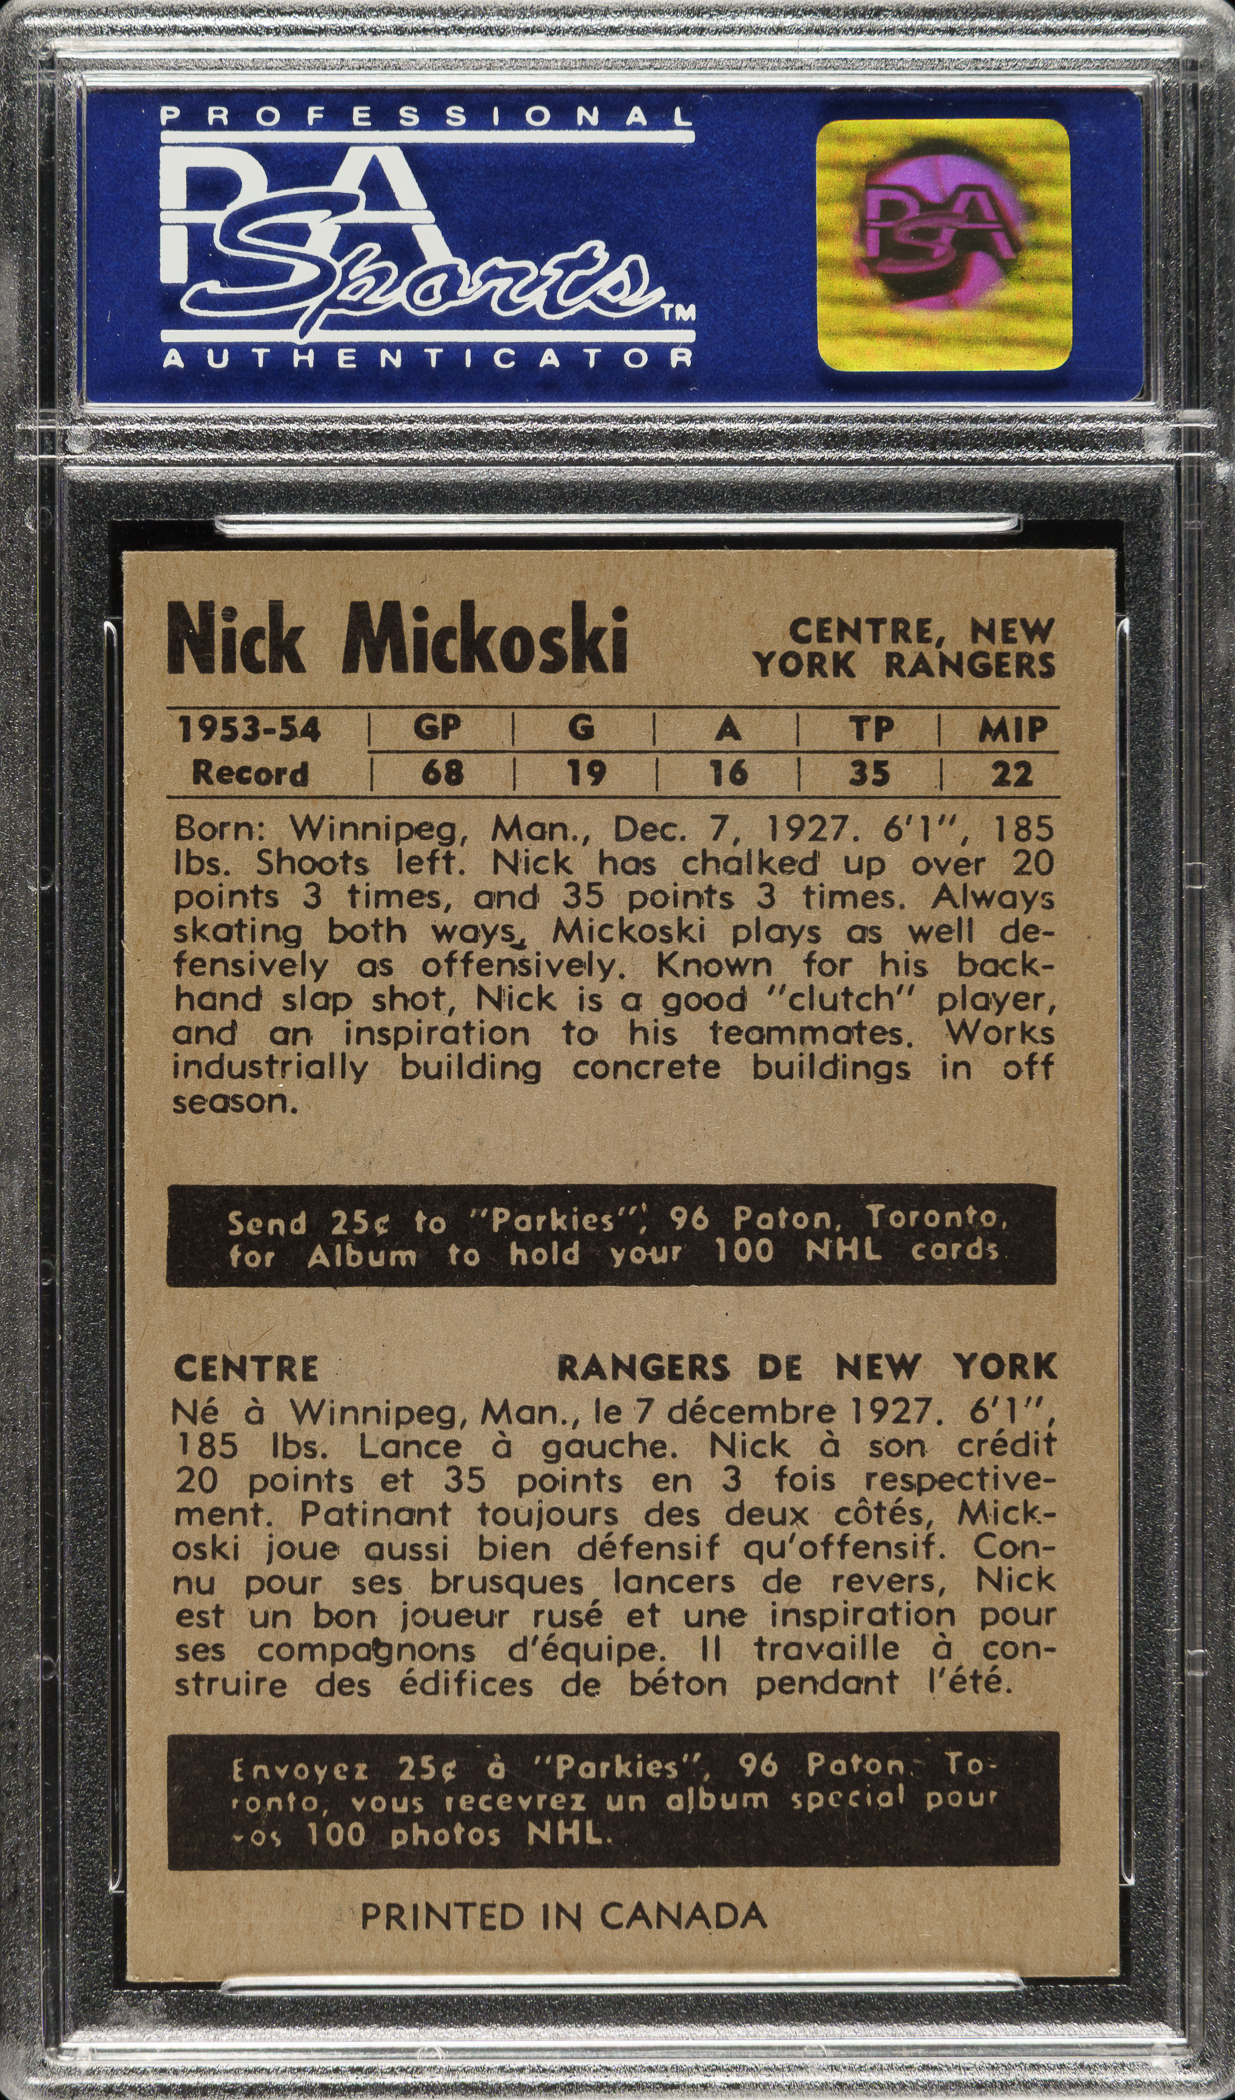 PROFESSIONAL
PSA
Sports™
AUTHENTICATOR
PSA
Nick Mickoski
CENTRE, NEW
YORK RANGERS
1953-54 | GP | G | A | TP | MIP
Record | 68 | 19 | 16 | 35 | 22
Born: Winnipeg, Man., Dec. 7, 1927. 6'1", 185
lbs. Shoots left. Nick has chalked up over 20
points 3 times, and 35 points 3 times. Always
skating both ways, Mickoski plays as well de-
fensively as offensively. Known for his back-
hand slap shot, Nick is a good "clutch" player,
and an inspiration to his teammates. Works
industrially building concrete buildings in off
season.
Send 25¢ to "Parkies", 96 Paton, Toronto,
for Album to hold your 100 NHL cards
CENTRE RANGERS DE NEW YORK
Né à Winnipeg, Man., le 7 décembre 1927. 6'1",
185 lbs. Lance à gauche. Nick à son crédit
20 points et 35 points en 3 fois respective-
ment. Patinant toujours des deux côtés, Mick-
oski joue aussi bien défensif qu'offensif. Con-
nu pour ses brusques lancers de revers, Nick
est un bon joueur rusé et une inspiration pour
ses compagnons d'équipe. Il travaille à con-
struire des édifices de béton pendant l'été.
Envoyez 25¢ à "Parkies", 96 Paton, To-
ronto, vous recevrez un album special pour
100 photos NHL.
PRINTED IN CANADA